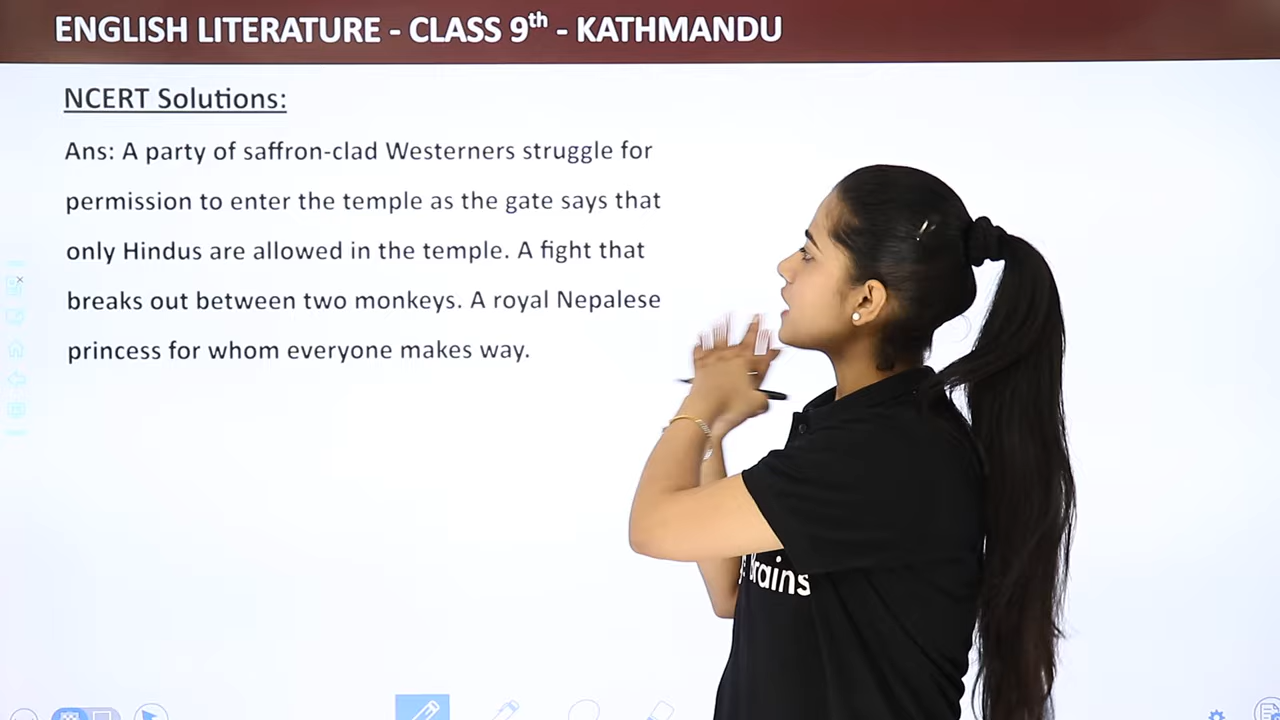 ENGLISH LITERATURE - CLASS 9th - KATHMANDU
NCERT Solutions:
Ans: A party of saffron-clad Westerners struggle for
permission to enter the temple as the gate says that
only Hindus are allowed in the temple. A fight that
breaks out between two monkeys. A royal Nepalese
princess for whom everyone makes way.
Brains